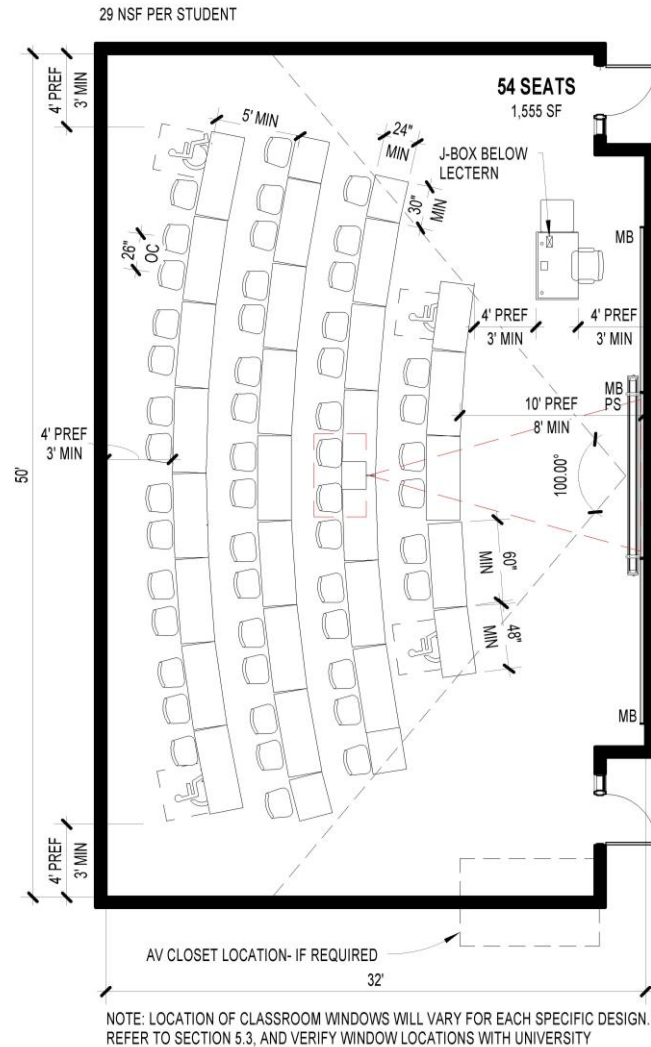 29 NSF PER STUDENT
4' PREF
3' MIN
54 SEATS
1,555 SF
5' MIN
24"
MIN
J-BOX BELOW
LECTERN
30"
MIN
26"
OC
MB
4' PREF
3' MIN
4' PREF
3' MIN
MB
PS
10' PREF
8' MIN
4' PREF
3' MIN
50'
100.00°
60"
MIN
48"
MIN
MB
4' PREF
3' MIN
AV CLOSET LOCATION- IF REQUIRED
32'
NOTE: LOCATION OF CLASSROOM WINDOWS WILL VARY FOR EACH SPECIFIC DESIGN.
REFER TO SECTION 5.3, AND VERIFY WINDOW LOCATIONS WITH UNIVERSITY